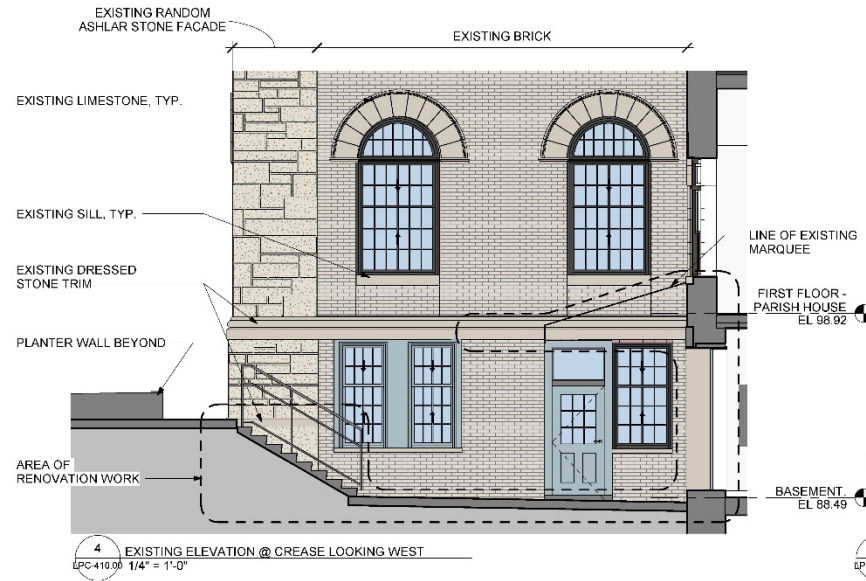 EXISTING RANDOM
ASHLAR STONE FACADE
EXISTING BRICK
EXISTING LIMESTONE, TYP.
EXISTING SILL, TYP.
EXISTING DRESSED
STONE TRIM
PLANTER WALL BEYOND
AREA OF
RENOVATION WORK
LINE OF EXISTING
MARQUEE
FIRST FLOOR -
PARISH HOUSE
EL 98.92
BASEMENT.
EL 88.49
4
EXISTING ELEVATION @ CREASE LOOKING WEST
LPC-410.00
1/4" = 1'-0"